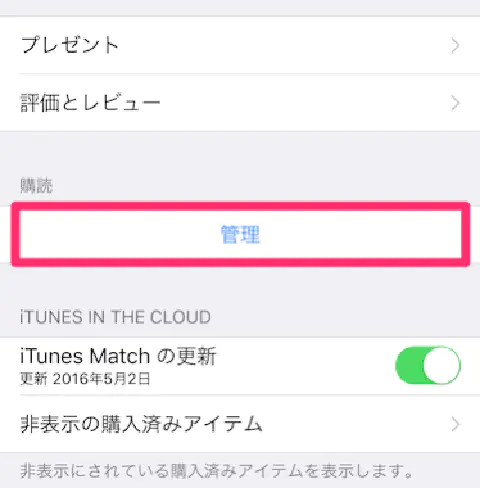 プレゼント
評価とレビュー
購読
管理
iTUNES IN THE CLOUD
iTunes Match の更新
更新 2016年5月2日
非表示の購入済みアイテム
非表示にされている購入済みアイテムを表示します。